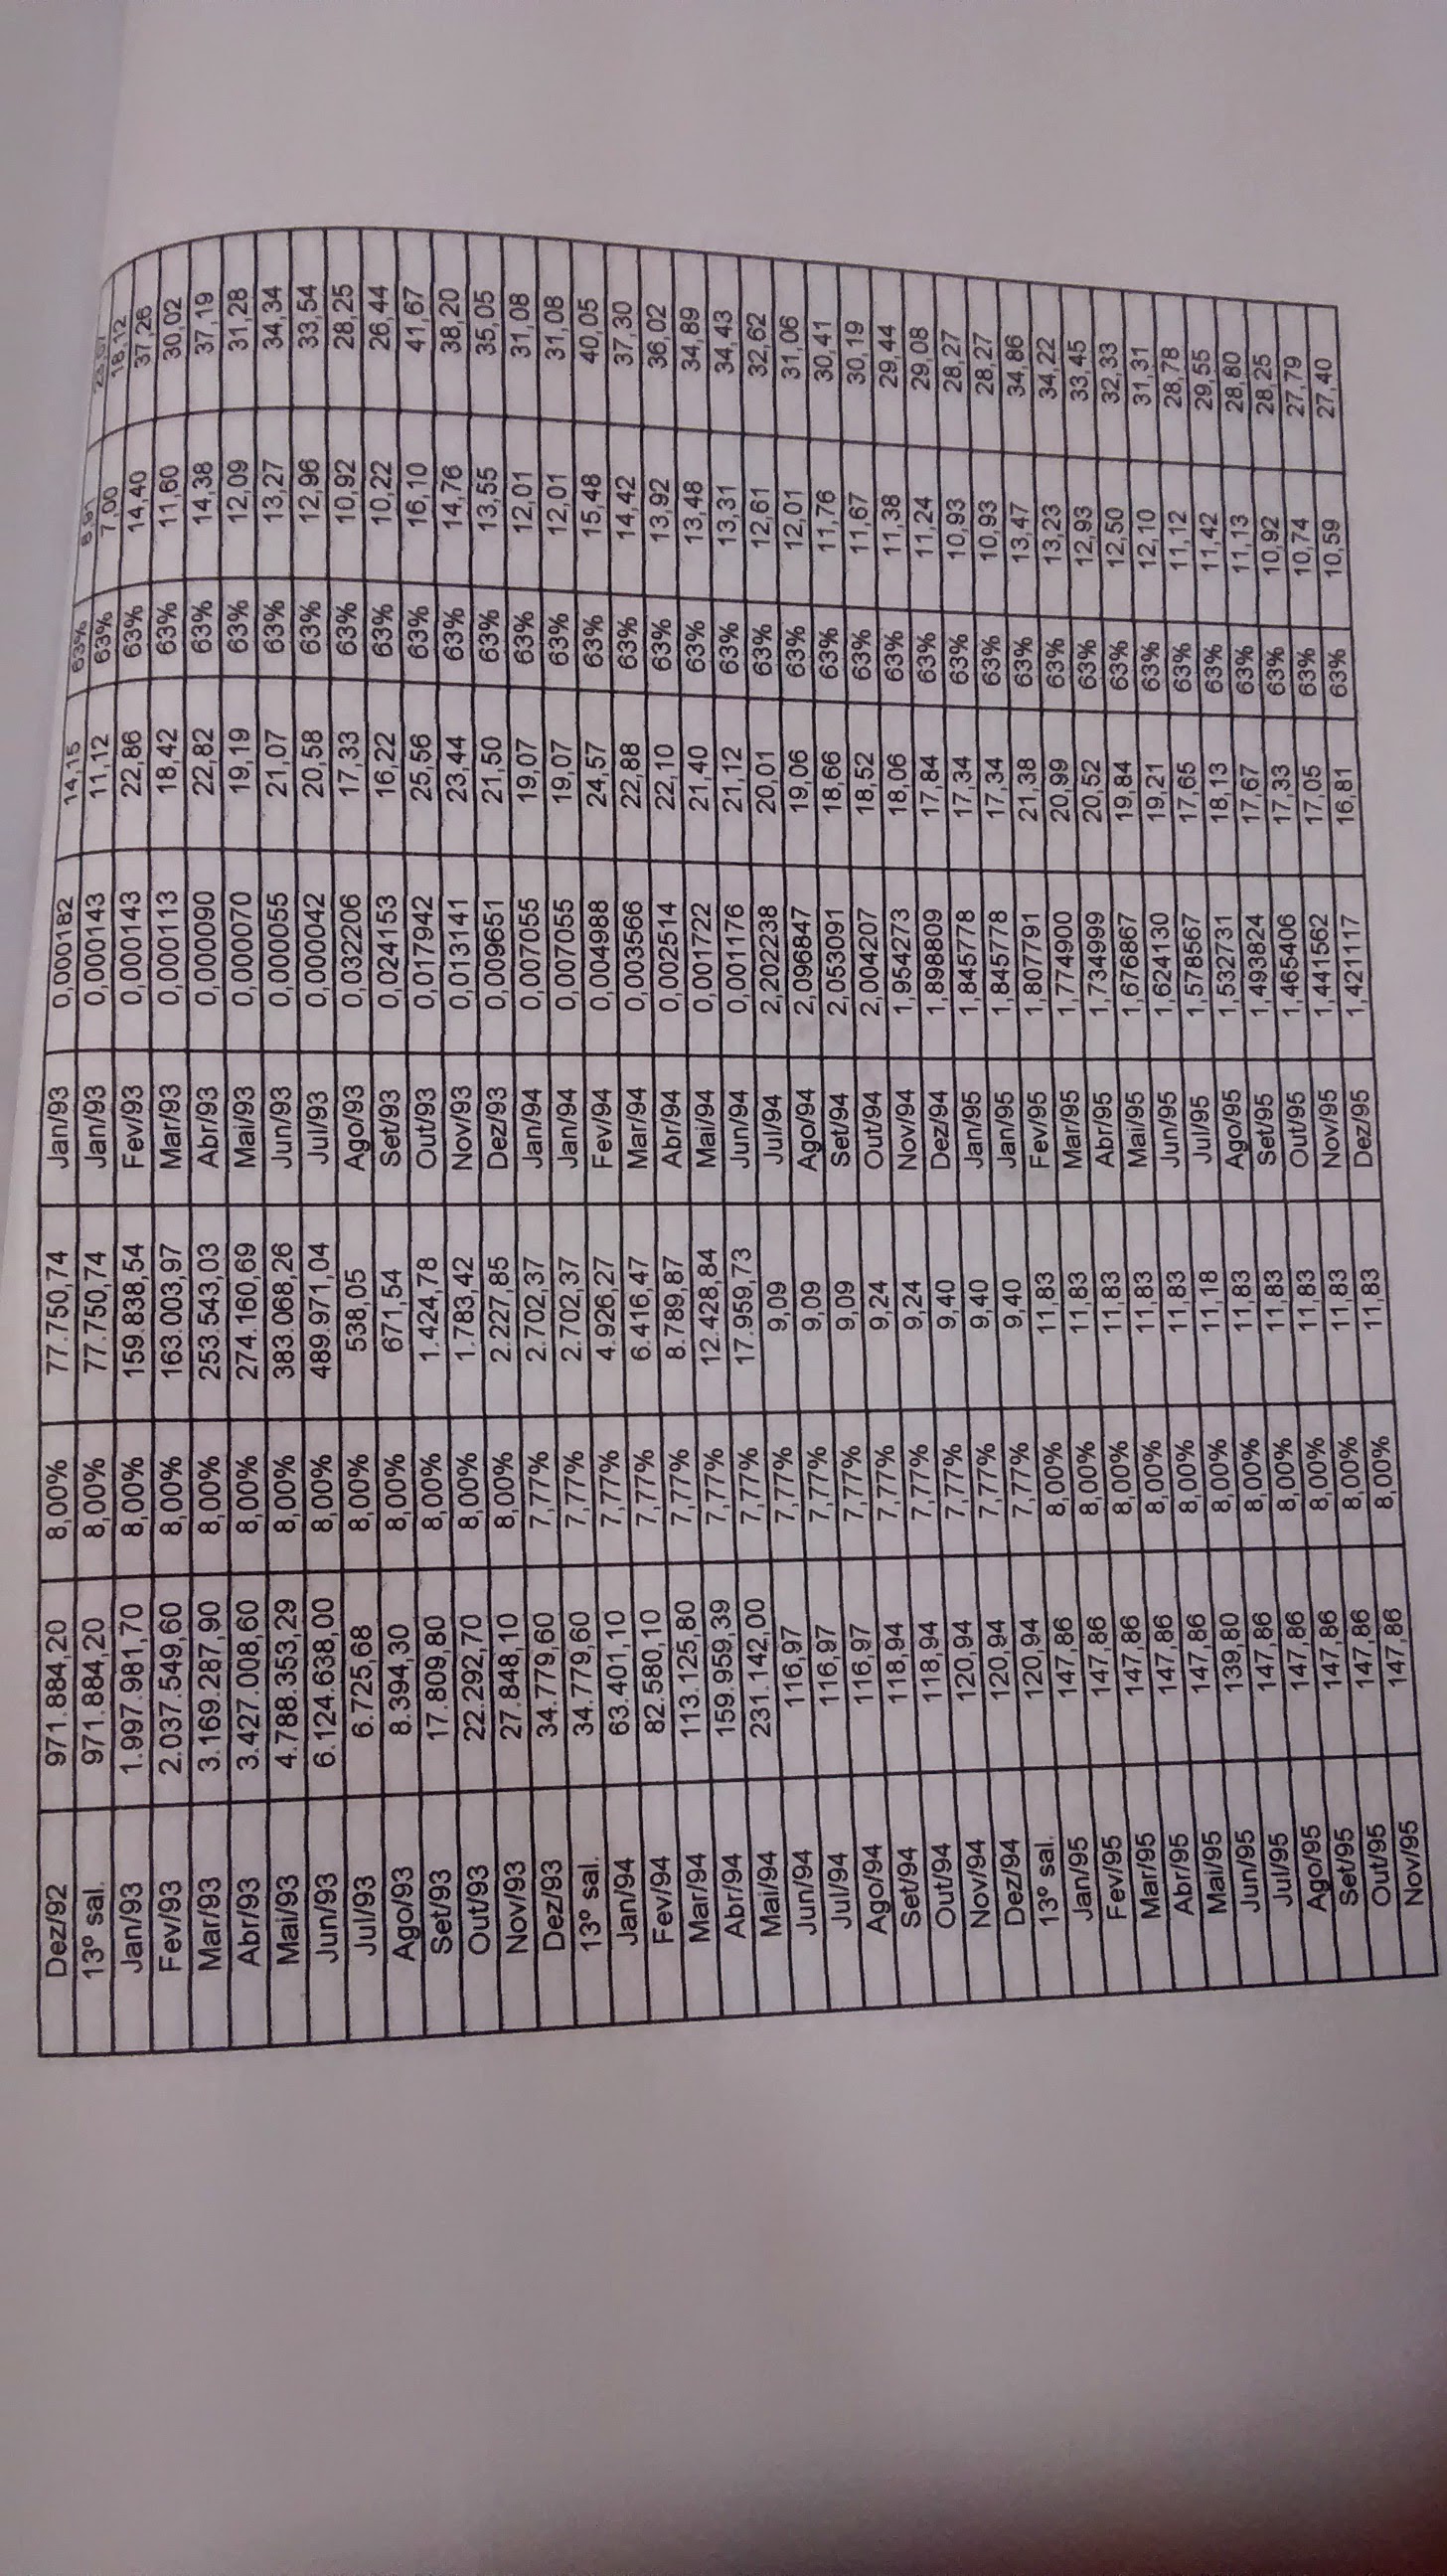 Dez/92 971.884,20 8,00% 77.750,74 Jan/93 0,000182 14,15 63% 8,91 23,07
13º sal. 971.884,20 8,00% 77.750,74 Jan/93 0,000143 11,12 63% 7,00 18,12
Jan/93 1.997.981,70 8,00% 159.838,54 Fev/93 0,000143 22,86 63% 14,40 37,26
Fev/93 2.037.549,60 8,00% 163.003,97 Mar/93 0,000113 18,42 63% 11,60 30,02
Mar/93 3.169.287,90 8,00% 253.543,03 Abr/93 0,000090 22,82 63% 14,38 37,19
Abr/93 3.427.008,60 8,00% 274.160,69 Mai/93 0,000070 19,19 63% 12,09 31,28
Mai/93 4.788.353,29 8,00% 383.068,26 Jun/93 0,000055 21,07 63% 13,27 34,34
Jun/93 6.124.638,00 8,00% 489.971,04 Jul/93 0,000042 20,58 63% 12,96 33,54
Jul/93 6.725,68 8,00% 538,05 Ago/93 0,032206 17,33 63% 10,92 28,25
Ago/93 8.394,30 8,00% 671,54 Set/93 0,024153 16,22 63% 10,22 26,44
Set/93 17.809,80 8,00% 1.424,78 Out/93 0,017942 25,56 63% 16,10 41,67
Out/93 22.292,70 8,00% 1.783,42 Nov/93 0,013141 23,44 63% 14,76 38,20
Nov/93 27.848,10 8,00% 2.227,85 Dez/93 0,009651 21,50 63% 13,55 35,05
Dez/93 34.779,60 7,77% 2.702,37 Jan/94 0,007055 19,07 63% 12,01 31,08
13º sal. 34.779,60 7,77% 2.702,37 Jan/94 0,007055 19,07 63% 12,01 31,08
Jan/94 63.401,10 7,77% 4.926,27 Fev/94 0,004988 24,57 63% 15,48 40,05
Fev/94 82.580,10 7,77% 6.416,47 Mar/94 0,003566 22,88 63% 14,42 37,30
Mar/94 113.125,80 7,77% 8.789,87 Abr/94 0,002514 22,10 63% 13,92 36,02
Abr/94 159.959,39 7,77% 12.428,84 Mai/94 0,001722 21,40 63% 13,48 34,89
Mai/94 231.142,00 7,77% 17.959,73 Jun/94 0,001176 21,12 63% 13,31 34,43
Jun/94 116,97 7,77% 9,09 Jul/94 2,202238 20,01 63% 12,61 32,62
Jul/94 116,97 7,77% 9,09 Ago/94 2,096847 19,06 63% 12,01 31,06
Ago/94 116,97 7,77% 9,09 Set/94 2,053091 18,66 63% 11,76 30,41
Set/94 118,94 7,77% 9,24 Out/94 2,004207 18,52 63% 11,67 30,19
Out/94 118,94 7,77% 9,24 Nov/94 1,954273 18,06 63% 11,38 29,44
Nov/94 120,94 7,77% 9,40 Dez/94 1,898809 17,84 63% 11,24 29,08
Dez/94 120,94 7,77% 9,40 Jan/95 1,845778 17,34 63% 10,93 28,27
13º sal. 120,94 7,77% 9,40 Jan/95 1,845778 17,34 63% 10,93 28,27
Jan/95 147,86 8,00% 11,83 Fev/95 1,807791 21,38 63% 13,47 34,86
Fev/95 147,86 8,00% 11,83 Mar/95 1,774900 20,99 63% 13,23 34,22
Mar/95 147,86 8,00% 11,83 Abr/95 1,734999 20,52 63% 12,93 33,45
Abr/95 147,86 8,00% 11,83 Mai/95 1,676867 19,84 63% 12,50 32,33
Mai/95 147,86 8,00% 11,83 Jun/95 1,624130 19,21 63% 12,10 31,31
Jun/95 139,80 8,00% 11,18 Jul/95 1,578567 17,65 63% 11,12 28,78
Jul/95 147,86 8,00% 11,83 Ago/95 1,532731 18,13 63% 11,42 29,55
Ago/95 147,86 8,00% 11,83 Set/95 1,493824 17,67 63% 11,13 28,80
Set/95 147,86 8,00% 11,83 Out/95 1,465406 17,33 63% 10,92 28,25
Out/95 147,86 8,00% 11,83 Nov/95 1,441562 17,05 63% 10,74 27,79
Nov/95 147,86 8,00% 11,83 Dez/95 1,421117 16,81 63% 10,59 27,40